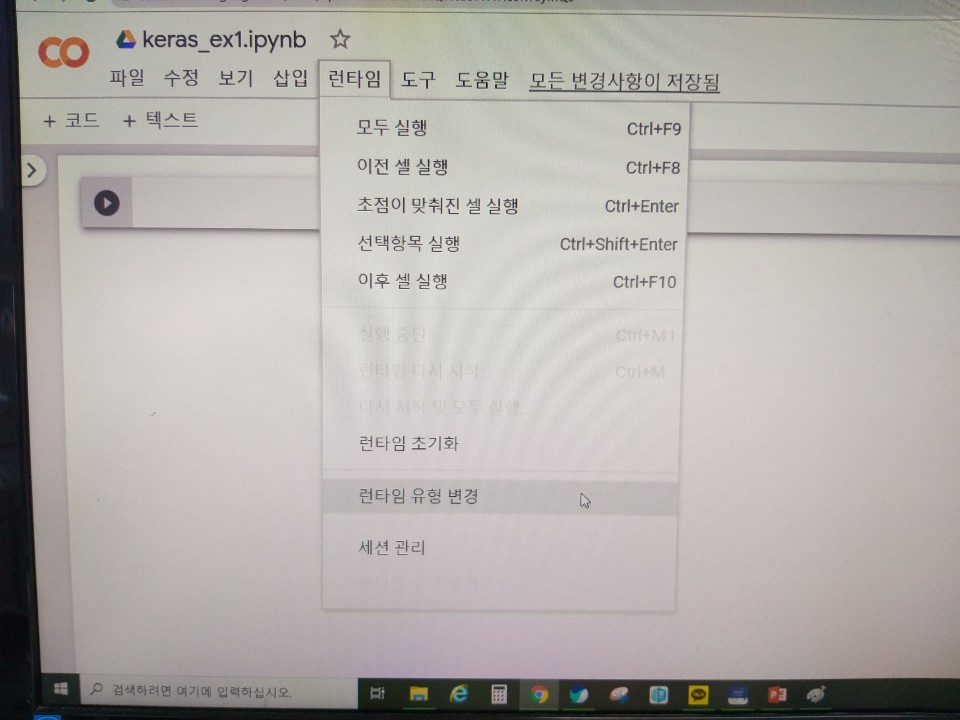 keras_ex1.ipynb
파일 수정 보기 삽입 런타임 도구 도움말 모든 변경사항이 저장됨
+ 코드 + 텍스트
모두 실행 Ctrl+F9
이전 셀 실행 Ctrl+F8
초점이 맞춰진 셀 실행 Ctrl+Enter
선택항목 실행 Ctrl+Shift+Enter
이후 셀 실행 Ctrl+F10
실행 중단 Ctrl+M I
런타임 다시 시작... Ctrl+M .
다시 시작 및 모두 실행...
런타임 초기화
런타임 유형 변경
세션 관리
검색하려면 여기에 입력하십시오.